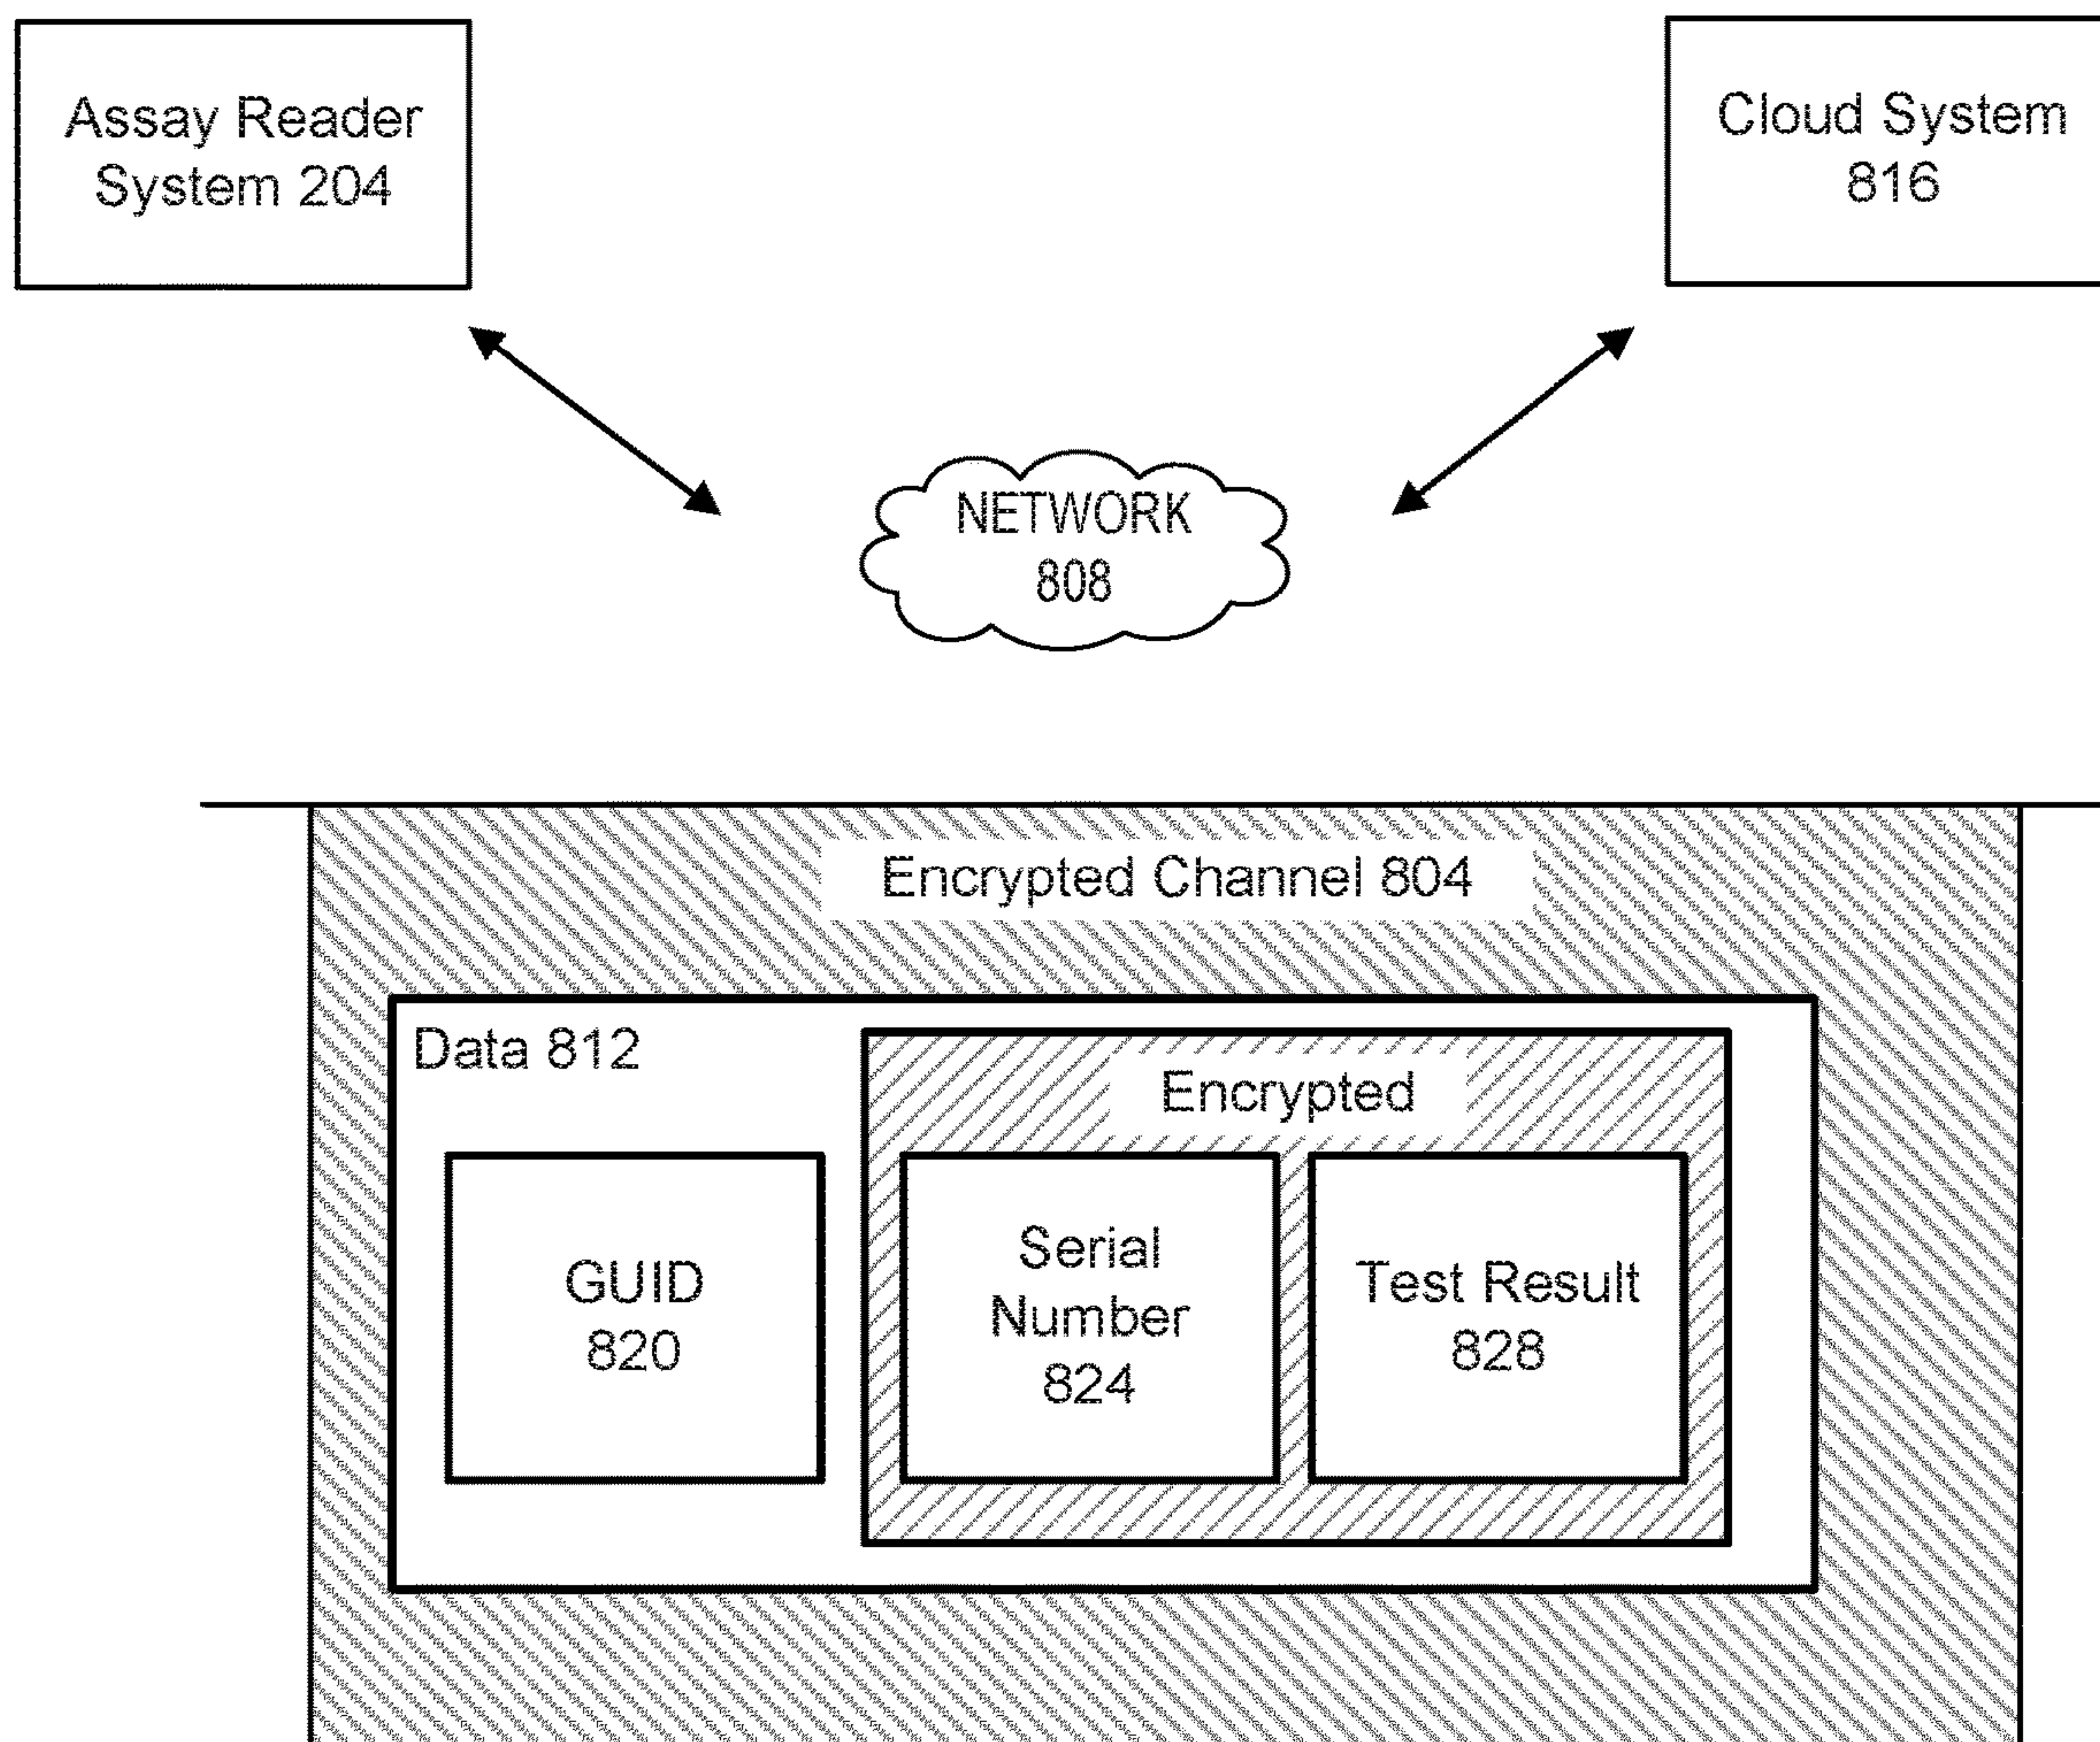 Assay Reader
System 204
Cloud System
816
NETWORK
808
Encrypted Channel 804
Data 812
Encrypted
GUID
820
Serial
Number
824
Test Result
828